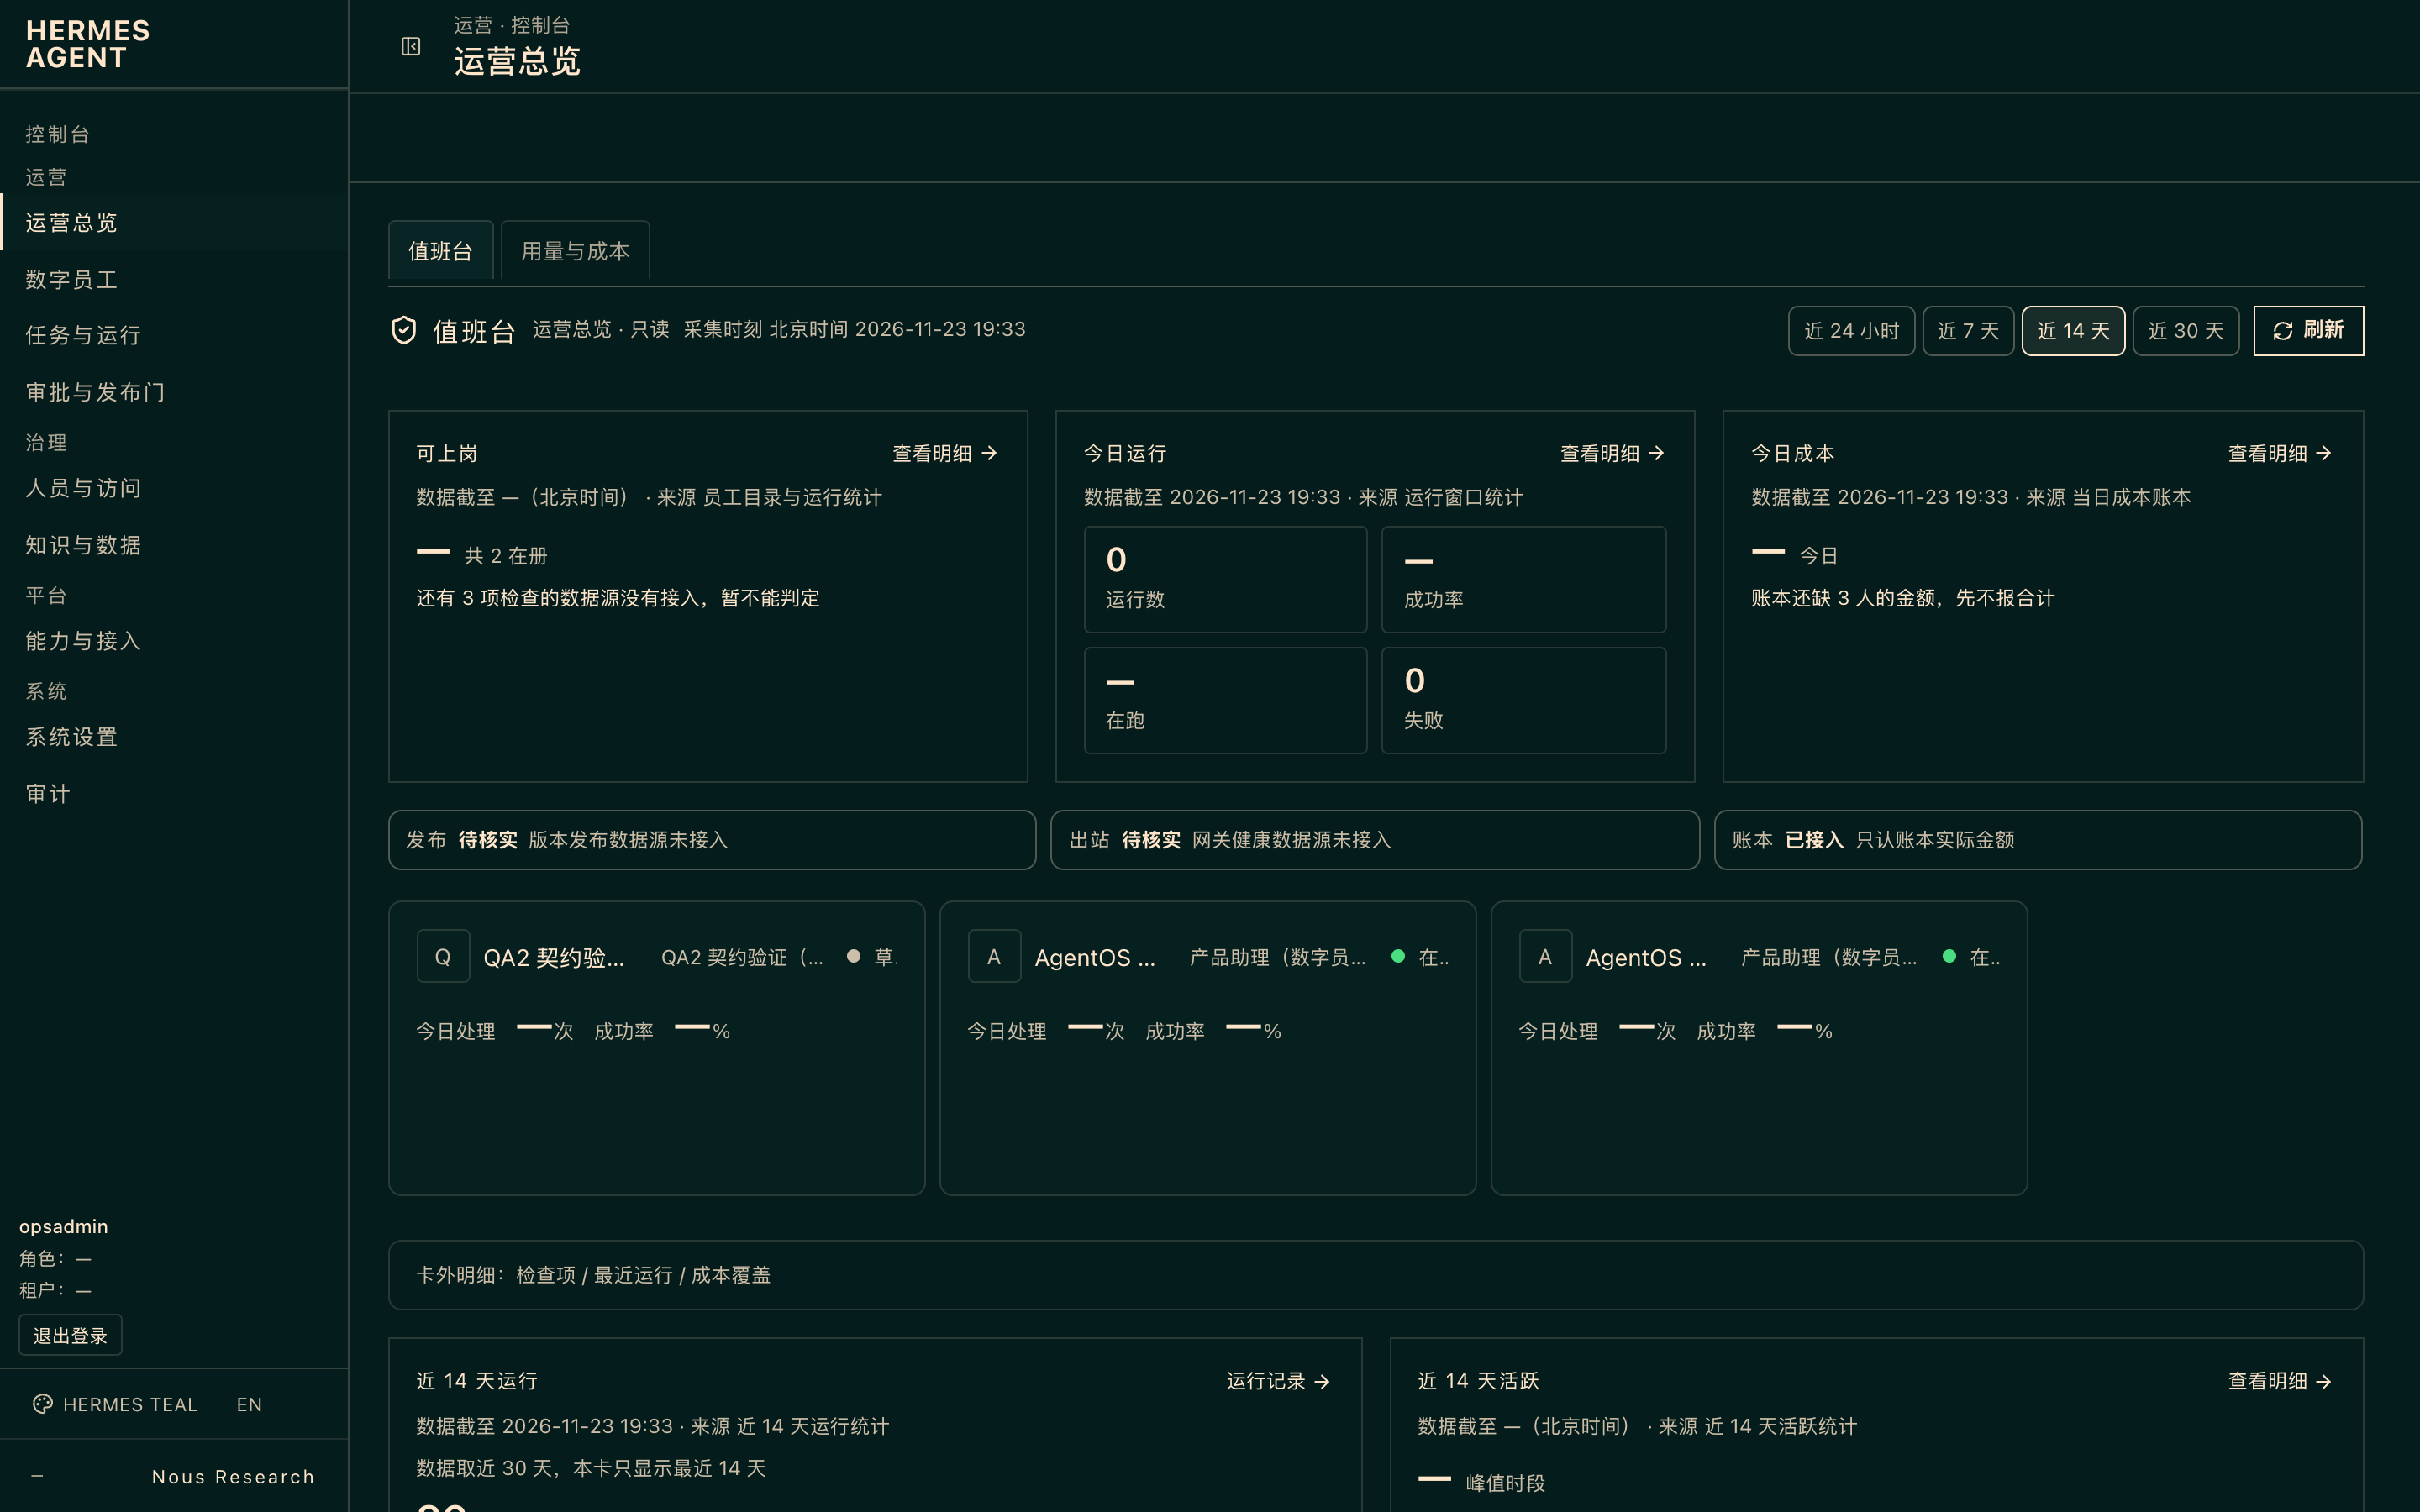 HERMES
AGENT
控制台
运营
运营总览
数字员工
任务与运行
审批与发布门
治理
人员与访问
知识与数据
平台
能力与接入
系统
系统设置
审计
opsadmin
角色：—
租户：—
退出登录
HERMES TEAL EN
— Nous Research
运营 · 控制台
运营总览
值班台 用量与成本
值班台 运营总览 · 只读 采集时刻 北京时间 2026-11-23 19:33
近 24 小时 近 7 天 近 14 天 近 30 天 刷新
可上岗 查看明细 →
数据截至 —（北京时间） · 来源 员工目录与运行统计
— 共 2 在册
还有 3 项检查的数据源没有接入，暂不能判定
今日运行 查看明细 →
数据截至 2026-11-23 19:33 · 来源 运行窗口统计
0
运行数
—
成功率
—
在跑
0
失败
今日成本 查看明细 →
数据截至 2026-11-23 19:33 · 来源 当日成本账本
— 今日
账本还缺 3 人的金额，先不报合计
发布 待核实 版本发布数据源未接入
出站 待核实 网关健康数据源未接入
账本 已接入 只认账本实际金额
Q QA2 契约验... QA2 契约验证（... 草.
今日处理 —次 成功率 —%
A AgentOS ... 产品助理（数字员... 在..
今日处理 —次 成功率 —%
A AgentOS ... 产品助理（数字员... 在..
今日处理 —次 成功率 —%
卡外明细：检查项 / 最近运行 / 成本覆盖
近 14 天运行 运行记录 →
数据截至 2026-11-23 19:33 · 来源 近 14 天运行统计
数据取近 30 天，本卡只显示最近 14 天
近 14 天活跃 查看明细 →
数据截至 —（北京时间） · 来源 近 14 天活跃统计
— 峰值时段